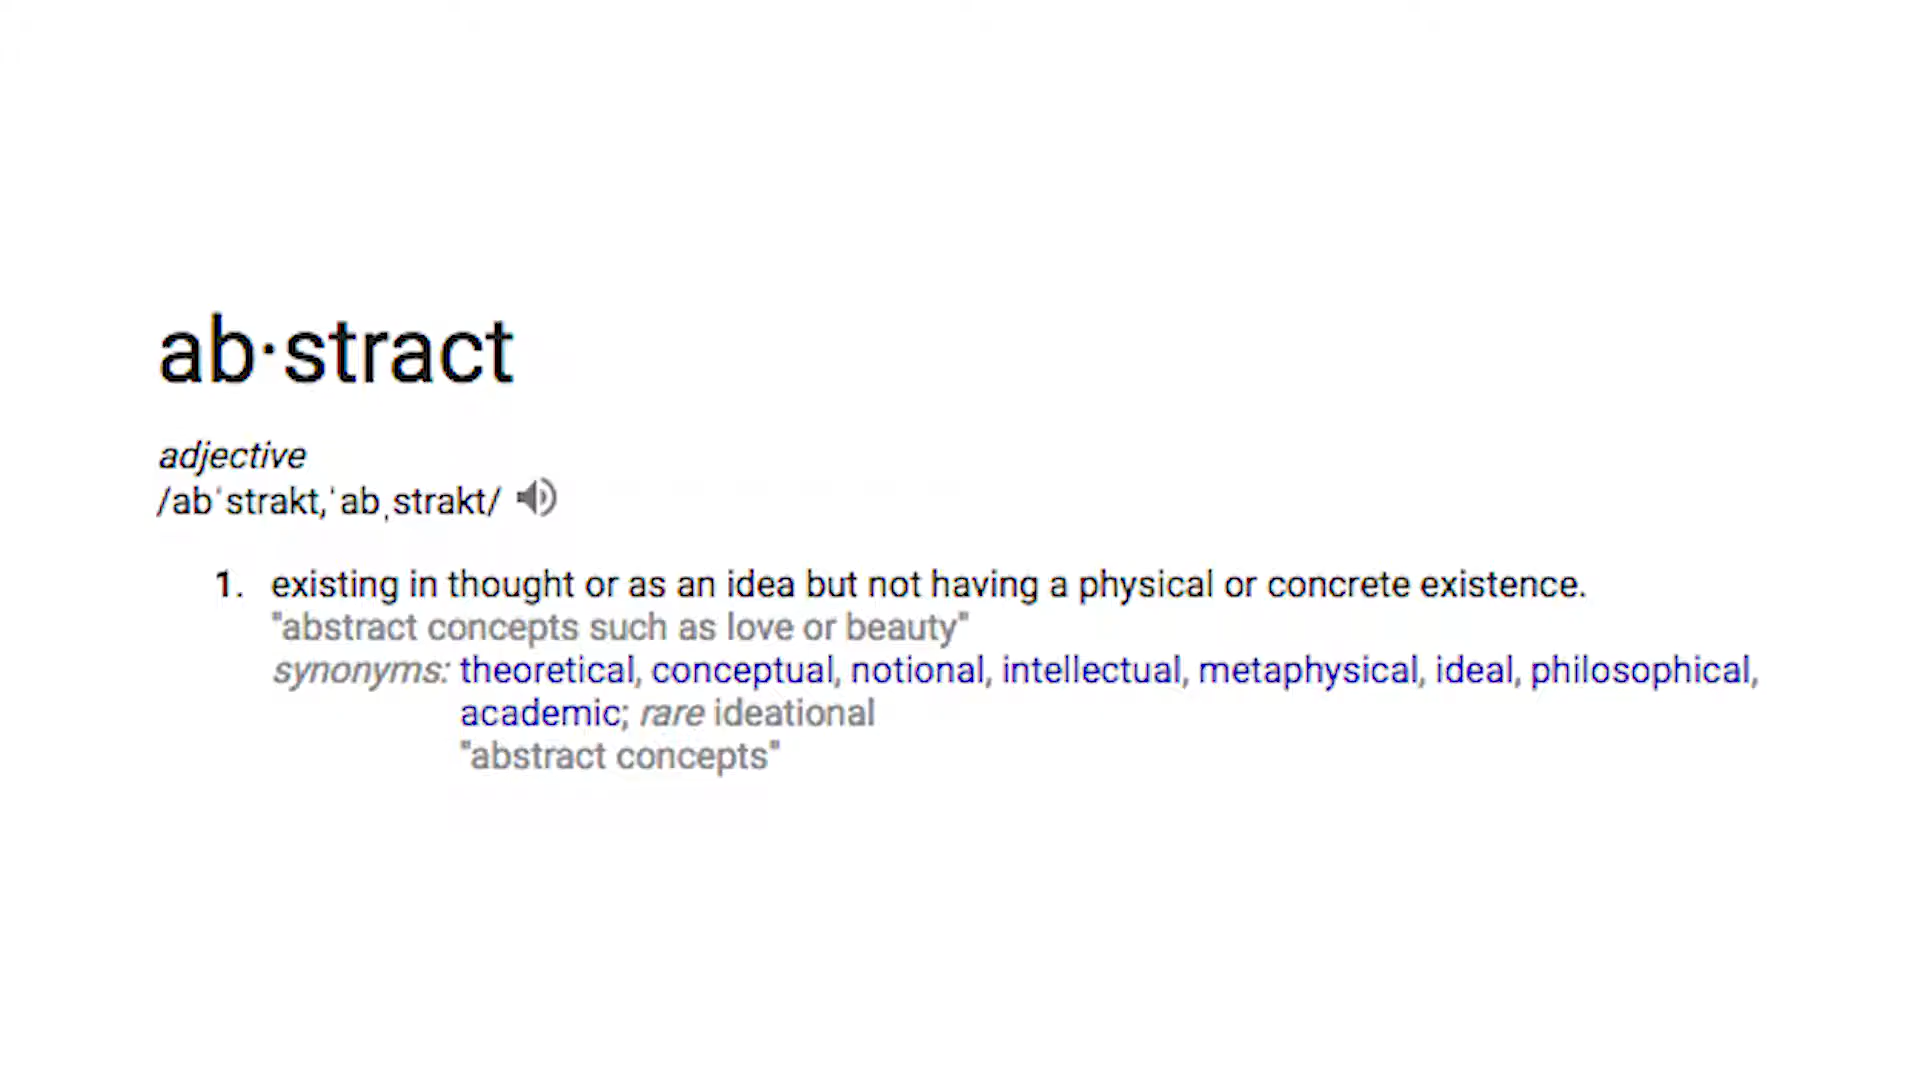 ab·stract
adjective
/abˈstrakt,ˈabˌstrakt/
1. existing in thought or as an idea but not having a physical or concrete existence.
"abstract concepts such as love or beauty"
synonyms: theoretical, conceptual, notional, intellectual, metaphysical, ideal, philosophical,
academic; rare ideational
"abstract concepts"